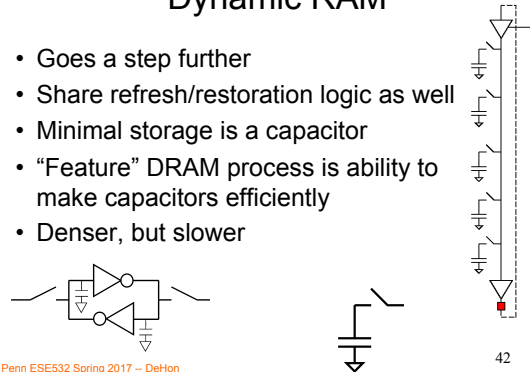 Dynamic RAM
• Goes a step further
• Share refresh/restoration logic as well
• Minimal storage is a capacitor
• “Feature” DRAM process is ability to
make capacitors efficiently
• Denser, but slower
Penn ESE532 Spring 2017 -- DeHon
42